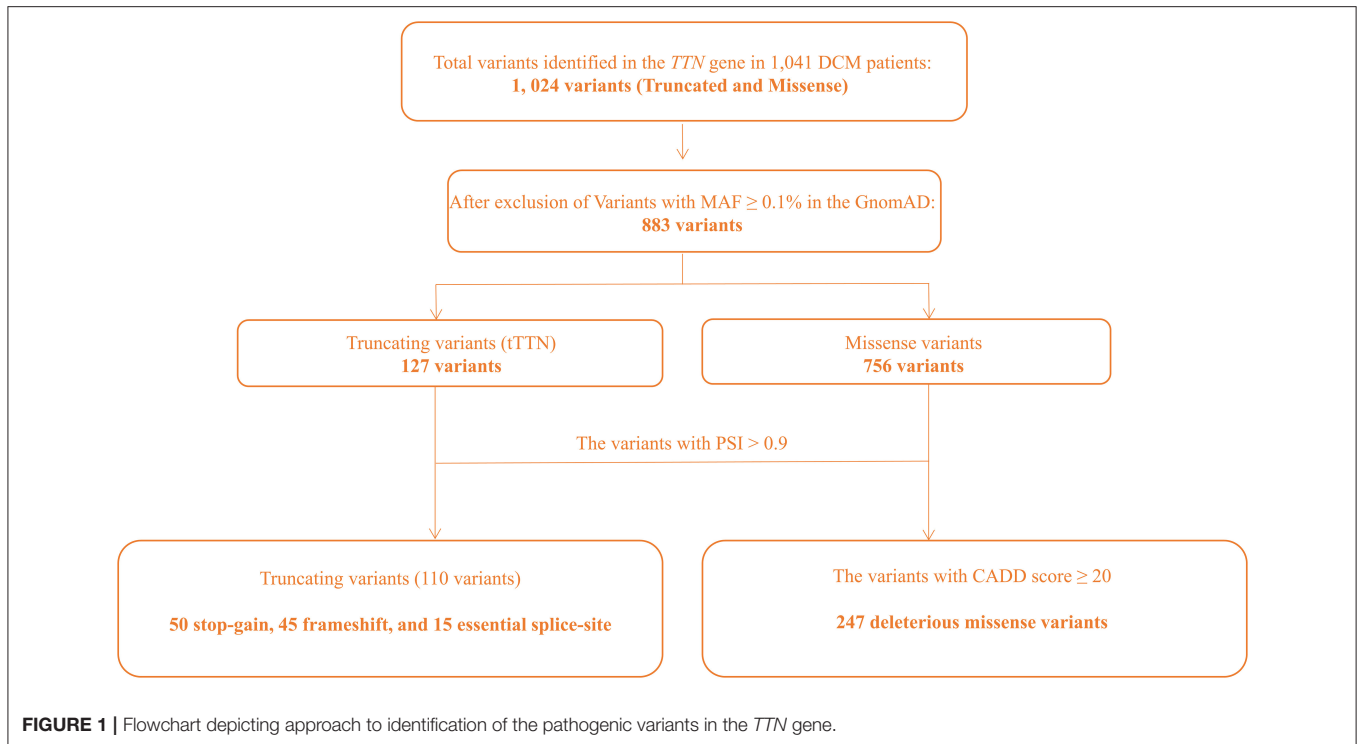 Total variants identified in the TTN gene in 1,041 DCM patients:
1, 024 variants (Truncated and Missense)
After exclusion of Variants with MAF ≥ 0.1% in the GnomAD:
883 variants
Truncating variants (tTTN)
127 variants
Missense variants
756 variants
The variants with PSI > 0.9
Truncating variants (110 variants)
50 stop-gain, 45 frameshift, and 15 essential splice-site
The variants with CADD score ≥ 20
247 deleterious missense variants
FIGURE 1 | Flowchart depicting approach to identification of the pathogenic variants in the TTN gene.